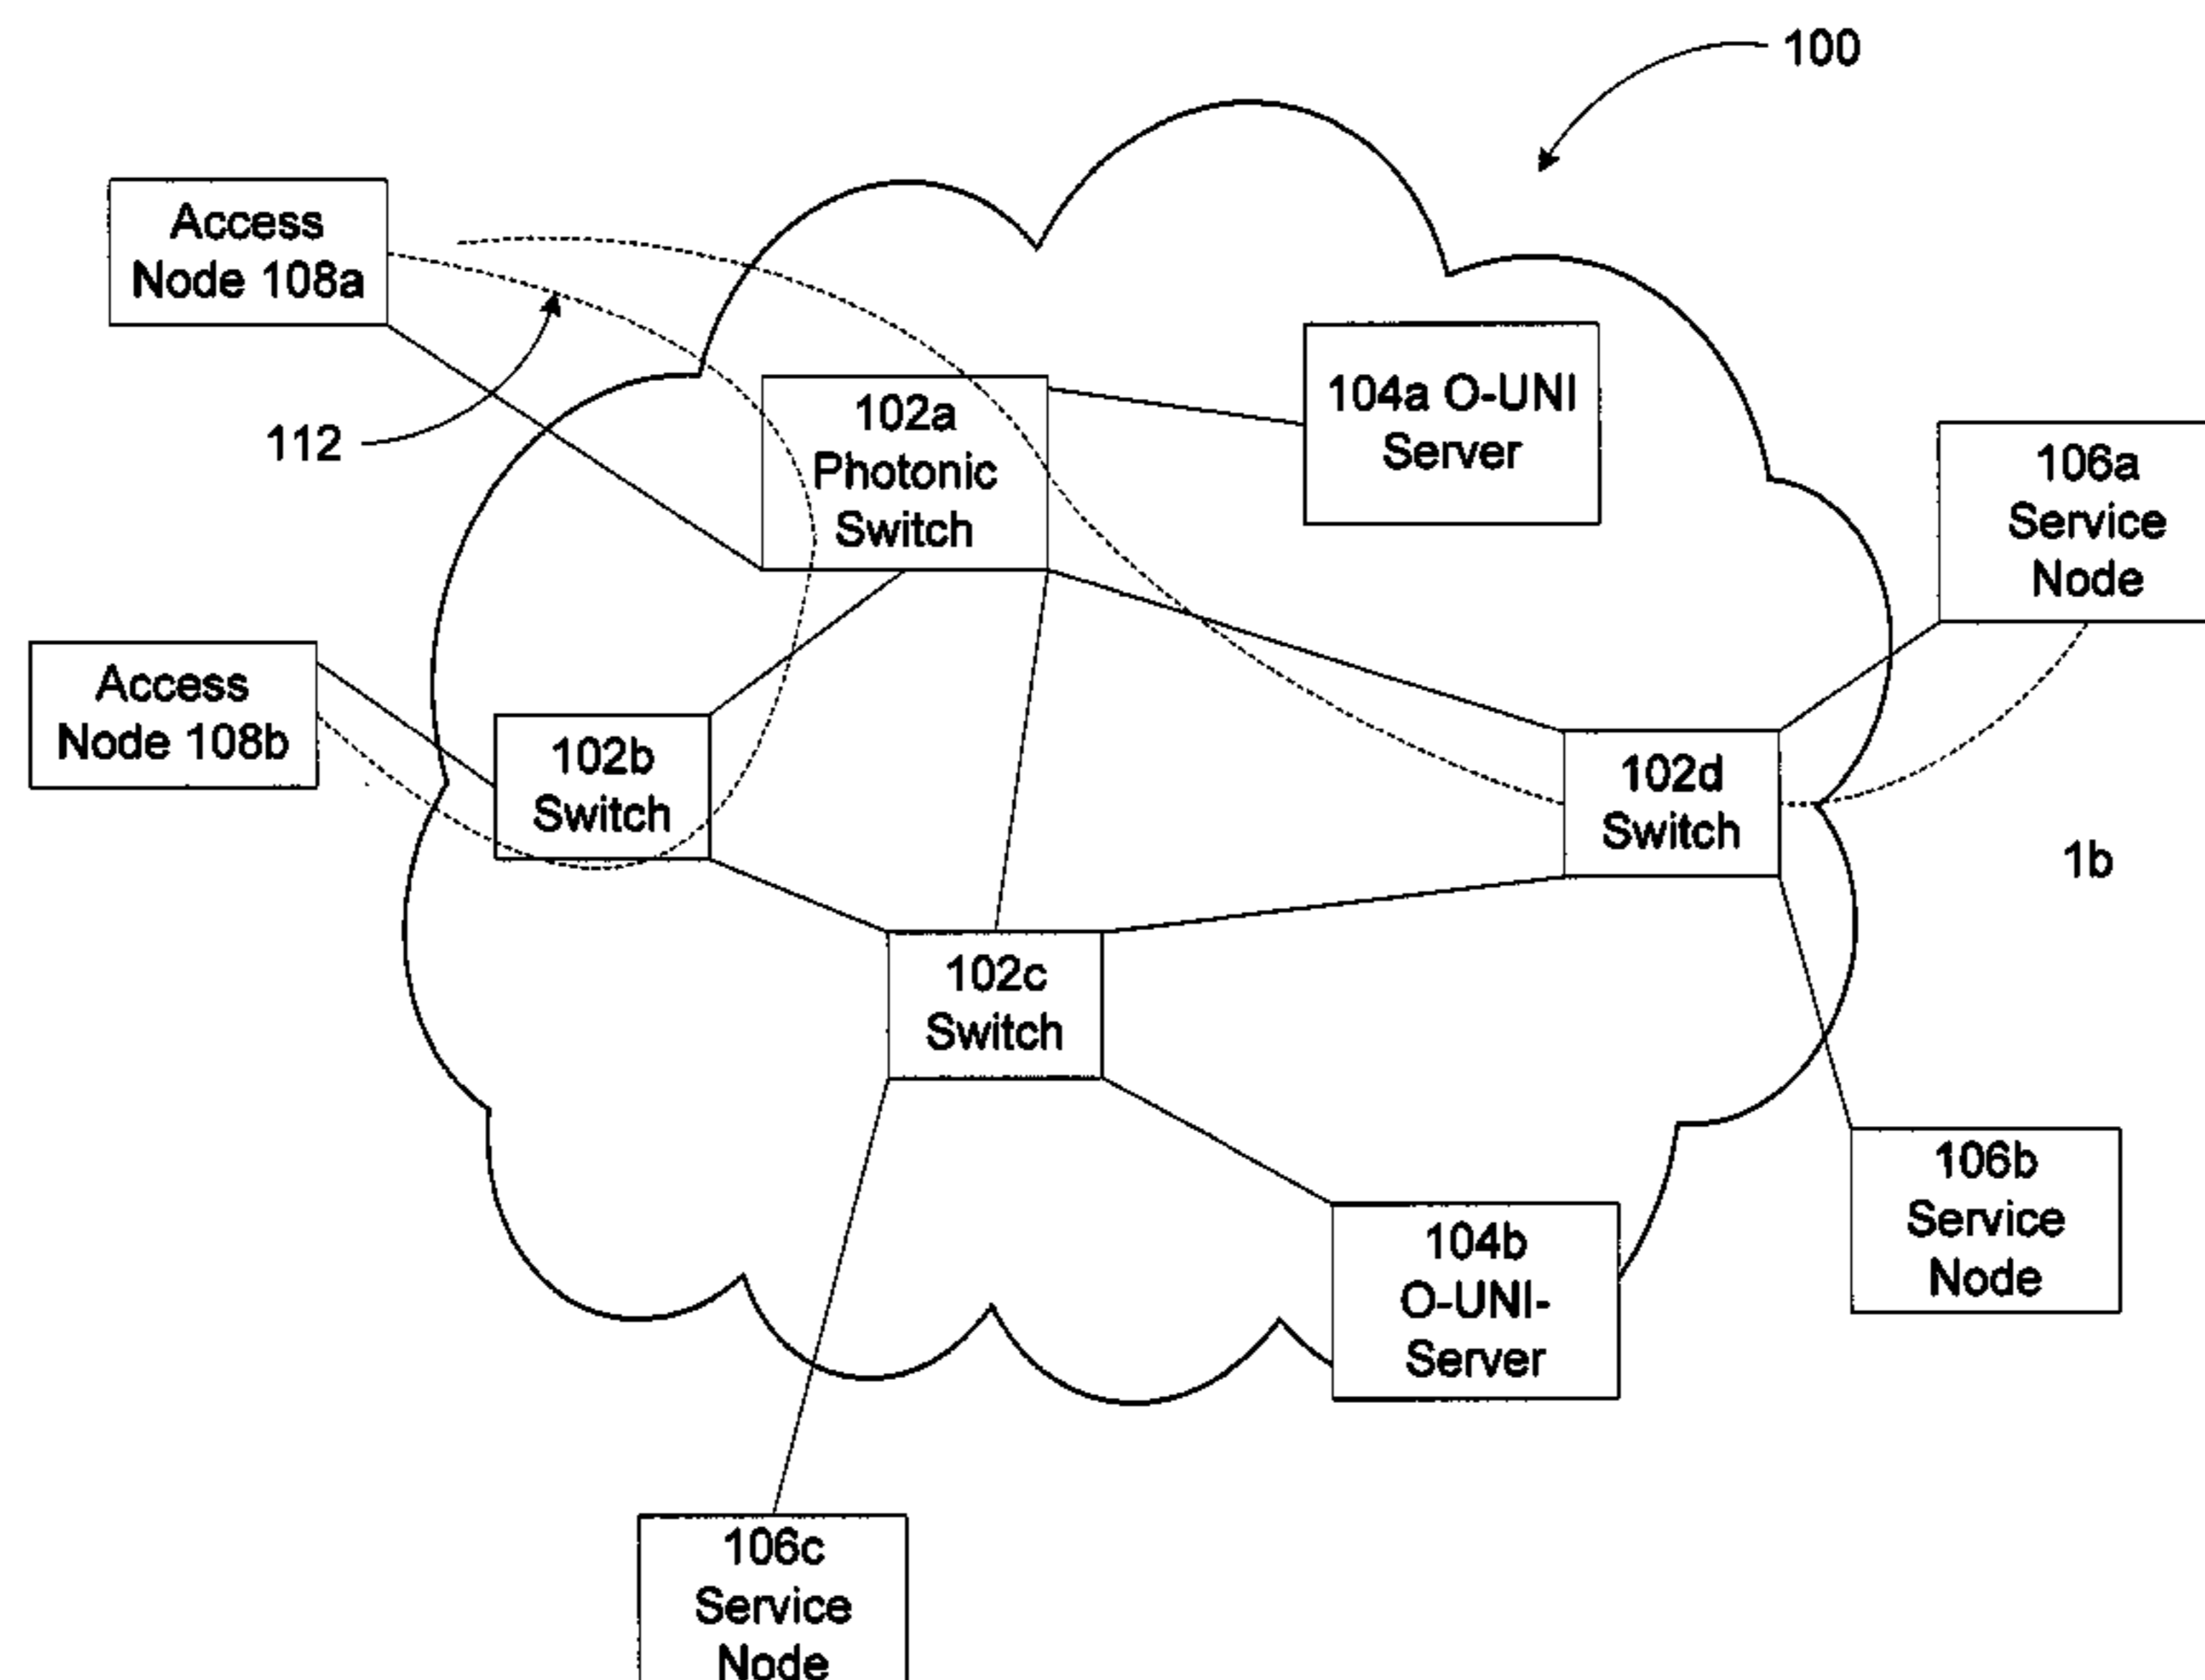 100
Access
Node 108a
102a
Photonic
Switch
104a O-UNI
Server
112
106a
Service
Node
Access
Node 108b
102b
Switch
102d
Switch
1b
102c
Switch
106b
Service
Node
104b
O-UNI-
Server
106c
Service
Node